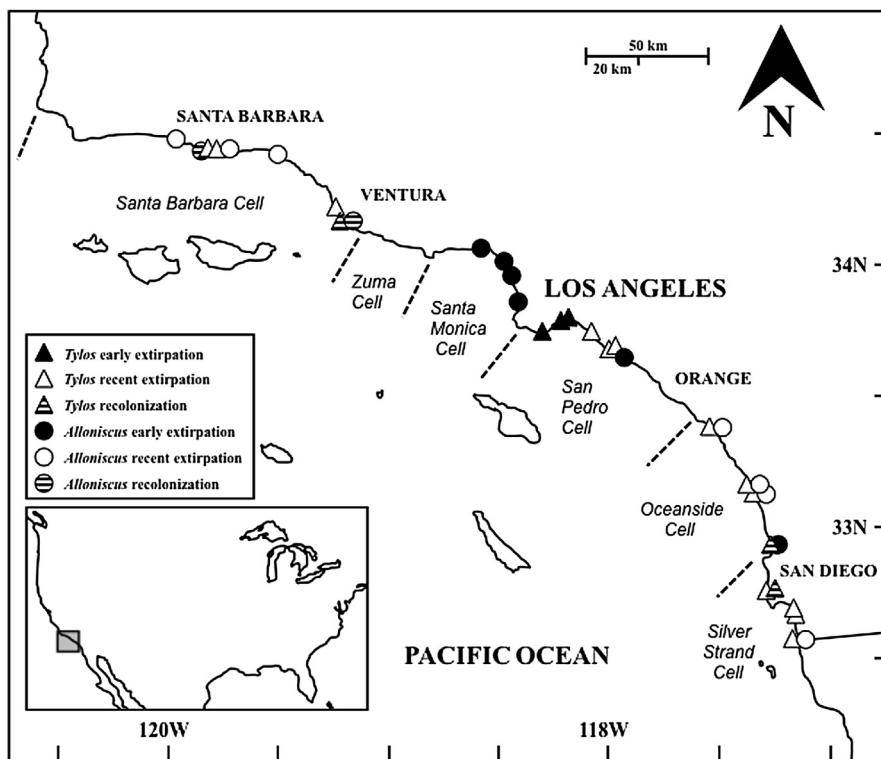 50 km
20 km
N
SANTA BARBARA
VENTURA
Santa Barbara Cell
34N
Zuma
Cell
LOS ANGELES
Santa
Monica
Cell
Tylos early extirpation
Tylos recent extirpation
Tylos recolonization
Alloniscus early extirpation
Alloniscus recent extirpation
Alloniscus recolonization
San
Pedro
Cell
ORANGE
Oceanside
Cell
33N
SAN DIEGO
Silver
Strand
Cell
PACIFIC OCEAN
120W
118W